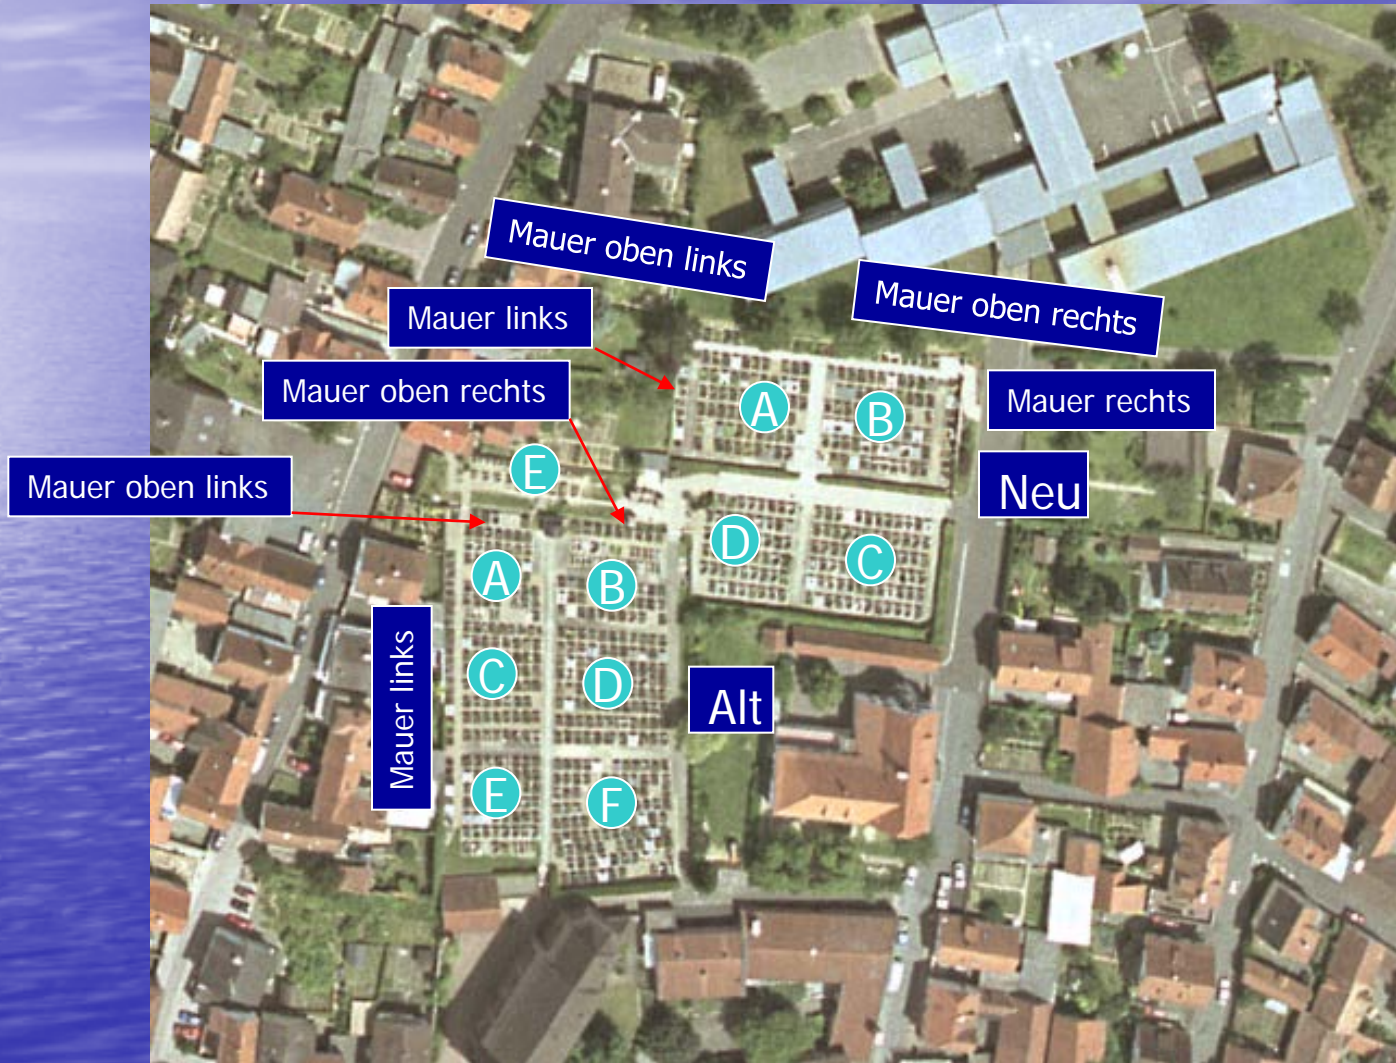 Mauer oben links
Mauer oben rechts
Mauer links
Mauer oben rechts
Mauer rechts
A
B
E
Mauer oben links
Neu
D
C
A
B
Mauer links
C
D
Alt
E
F